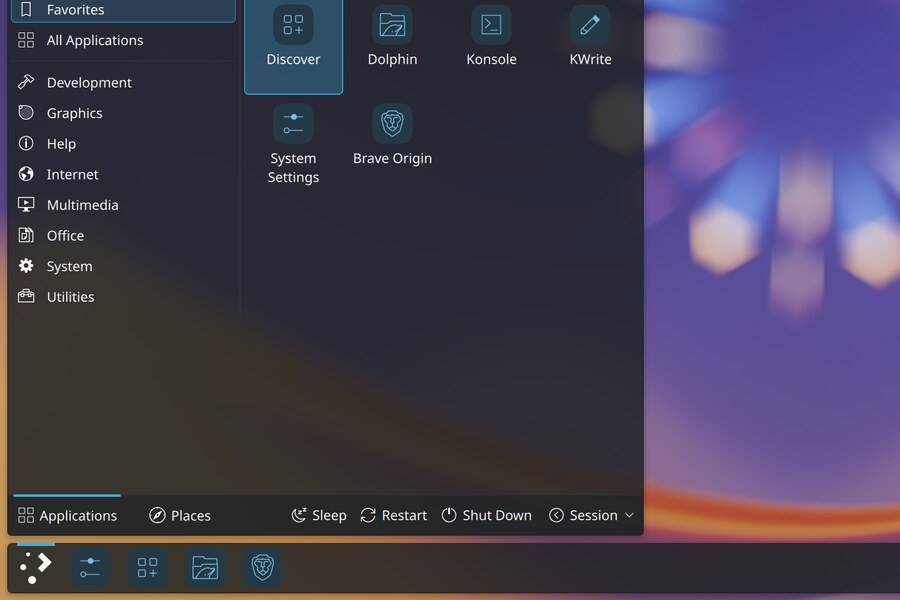 Favorites
All Applications
Development
Graphics
Help
Internet
Multimedia
Office
System
Utilities
Discover
Dolphin
Konsole
KWrite
System
Settings
Brave Origin
Applications
Places
Sleep
Restart
Shut Down
Session